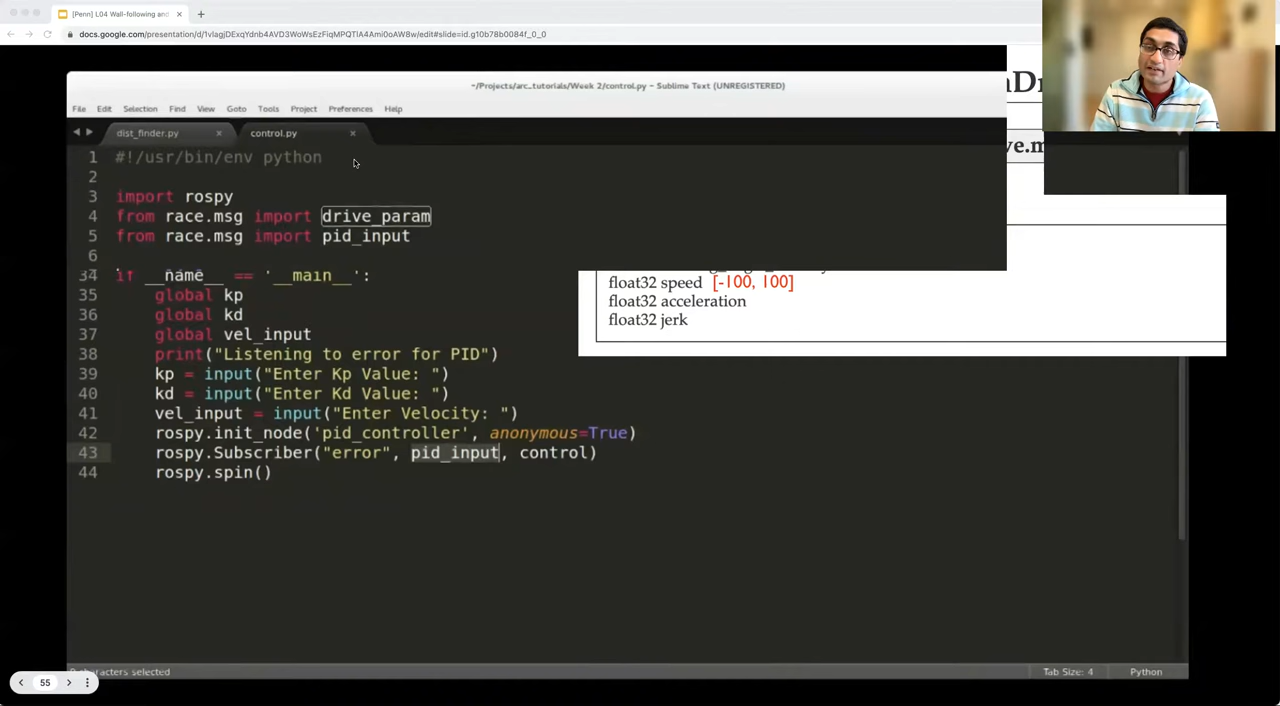 [Penn] L04 Wall-following and
docs.google.com/presentation/d/1vlagjDExqYdnb4AVD3WoWsEzFiqMPQTIA4Ami0oAW8w/edit#slide=id.g10b78b0084f_0_0
~/Projects/arc_tutorials/Week 2/control.py – Sublime Text (UNREGISTERED)
File Edit Selection Find View Goto Tools Project Preferences Help
dist_finder.py × control.py ×
1 #!/usr/bin/env python
2
3 import rospy
4 from race.msg import drive_param
5 from race.msg import pid_input
6
34 if __name__ == '__main__':
35 global kp
36 global kd
37 global vel_input
38 print("Listening to error for PID")
39 kp = input("Enter Kp Value: ")
40 kd = input("Enter Kd Value: ")
41 vel_input = input("Enter Velocity: ")
42 rospy.init_node('pid_controller', anonymous=True)
43 rospy.Subscriber("error", pid_input, control)
44 rospy.spin()
float32 speed [-100, 100]
float32 acceleration
float32 jerk
characters selected
Tab Size: 4 Python
55